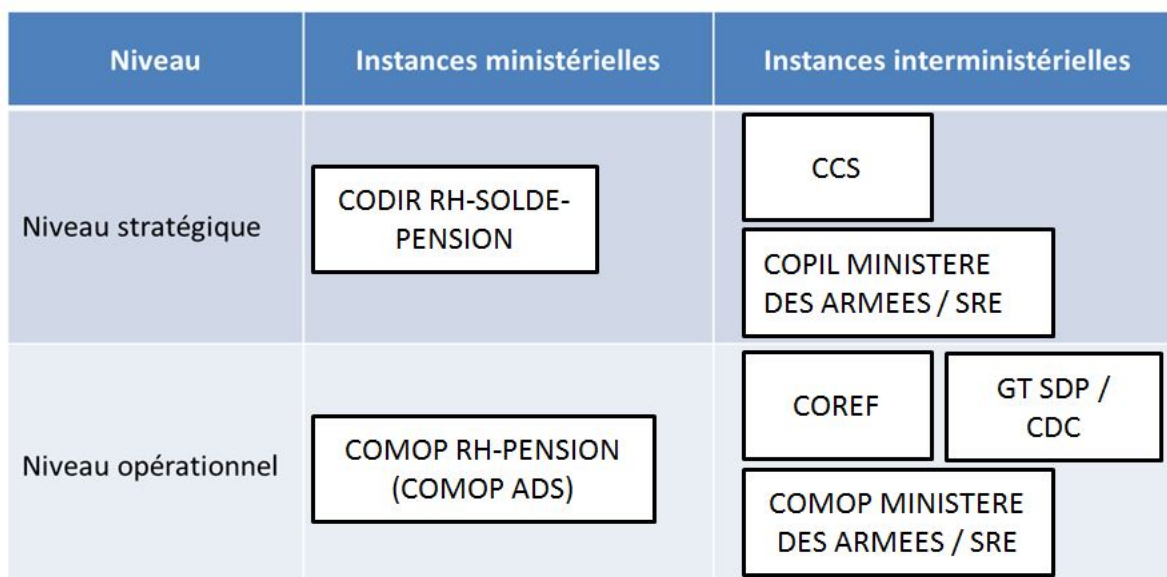 Niveau
Instances ministérielles
Instances interministérielles
Niveau stratégique
CODIR RH-SOLDE-
PENSION
CCS
COPIL MINISTERE
DES ARMEES / SRE
Niveau opérationnel
COMOP RH-PENSION
(COMOP ADS)
COREF
GT SDP /
CDC
COMOP MINISTERE
DES ARMEES / SRE